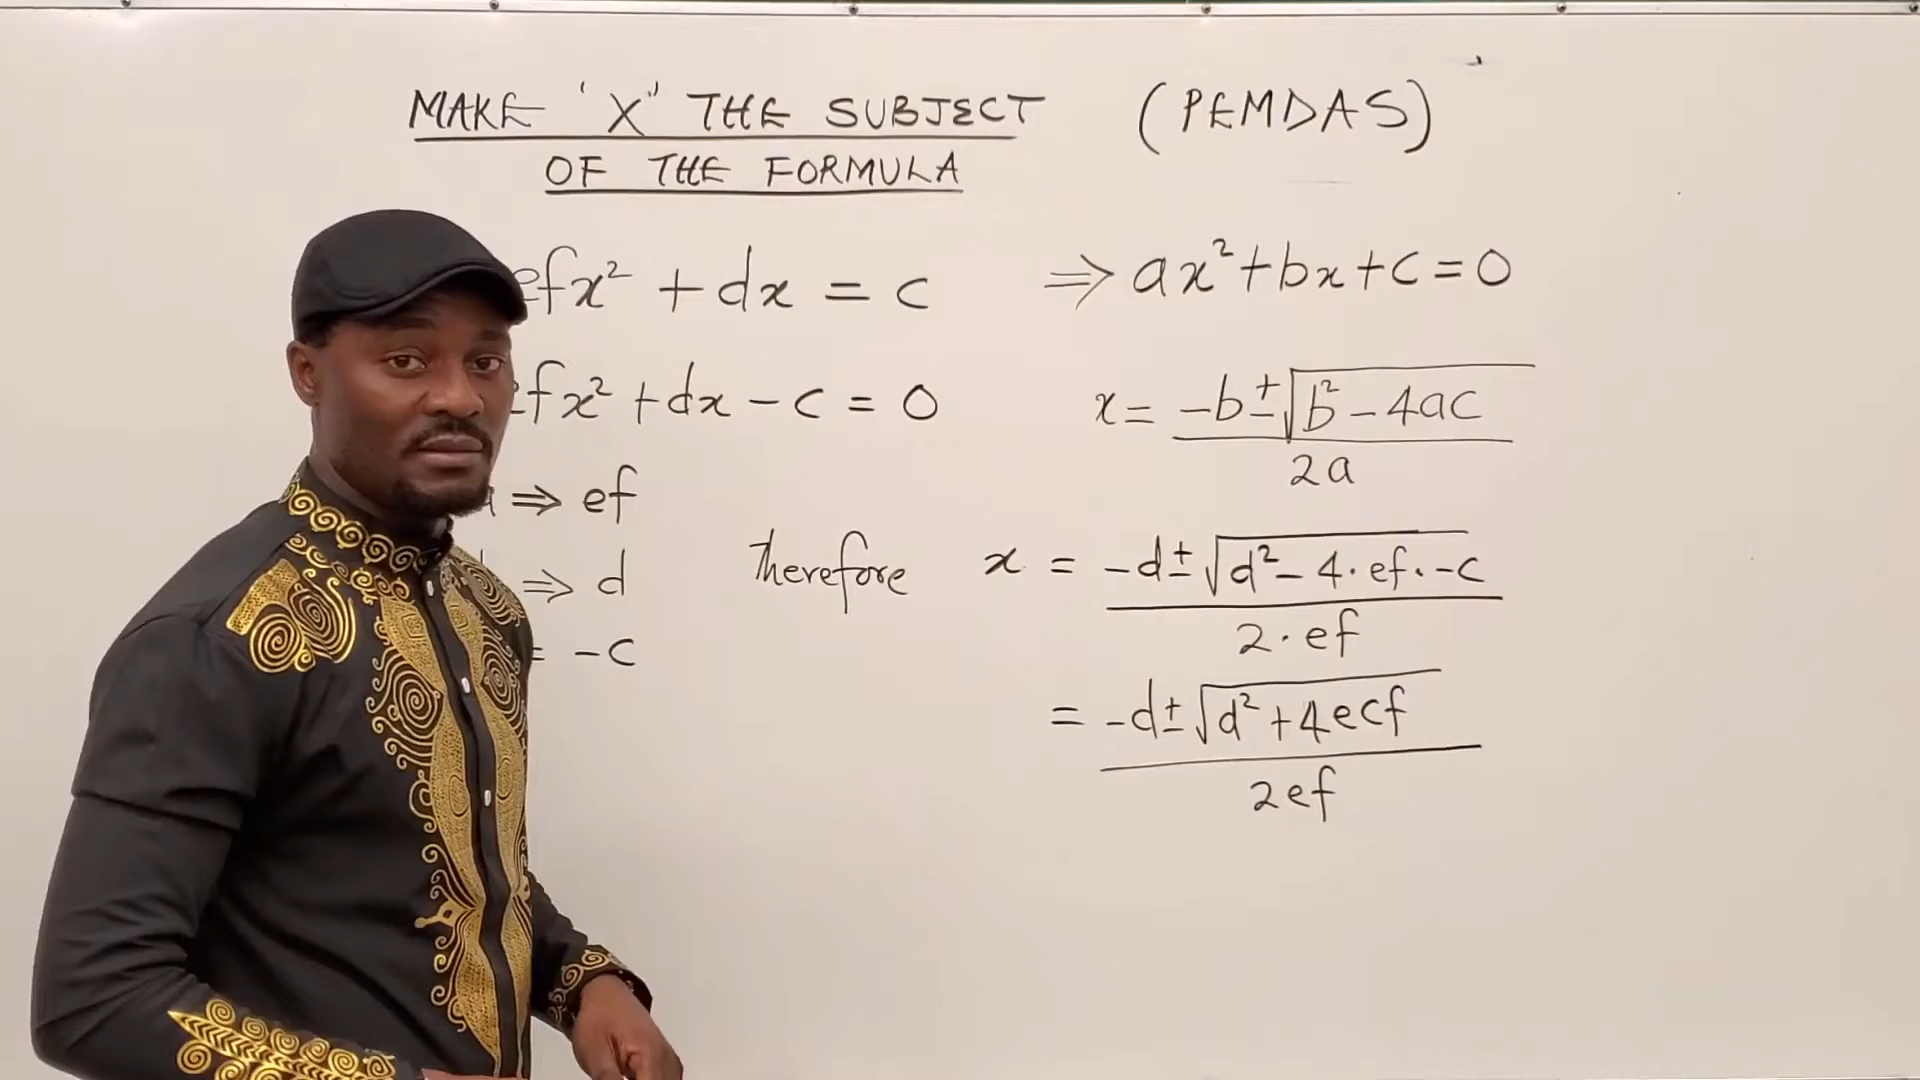 MAKE 'X' THE SUBJECT (PEMDAS)
OF THE FORMULA
efx² + dx = c
fx² + dx - c = 0
⇒ ef
⇒ d
= -c
⇒ ax² + bx + c = 0
x = -b ± √b² - 4ac
2a
Therefore x = -d ± √d² - 4·ef·-c
2·ef
= -d ± √d² + 4ecf
2ef